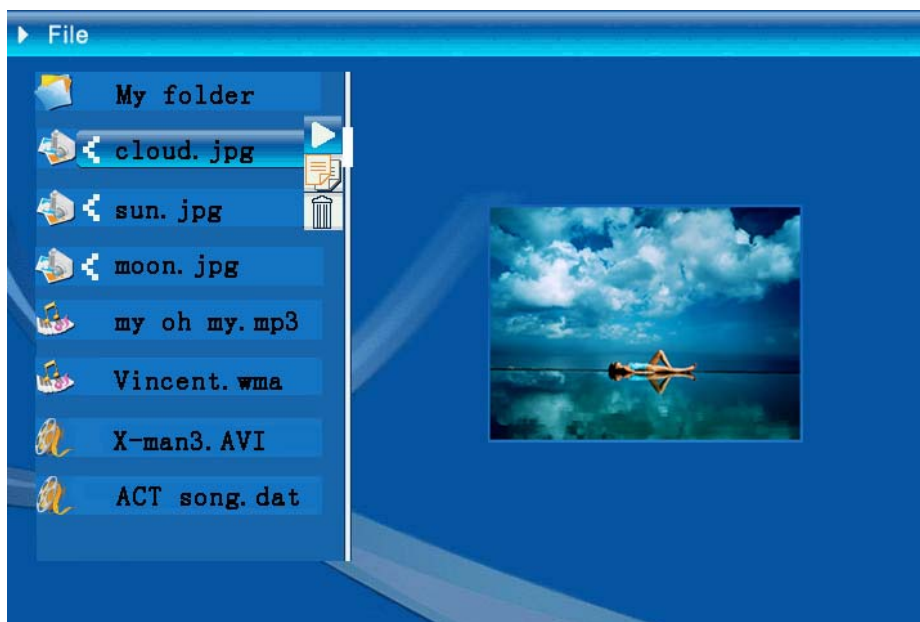 File
My folder
cloud.jpg
sun.jpg
moon.jpg
my oh my.mp3
Vincent.wma
X-man3.AVI
ACT song.dat